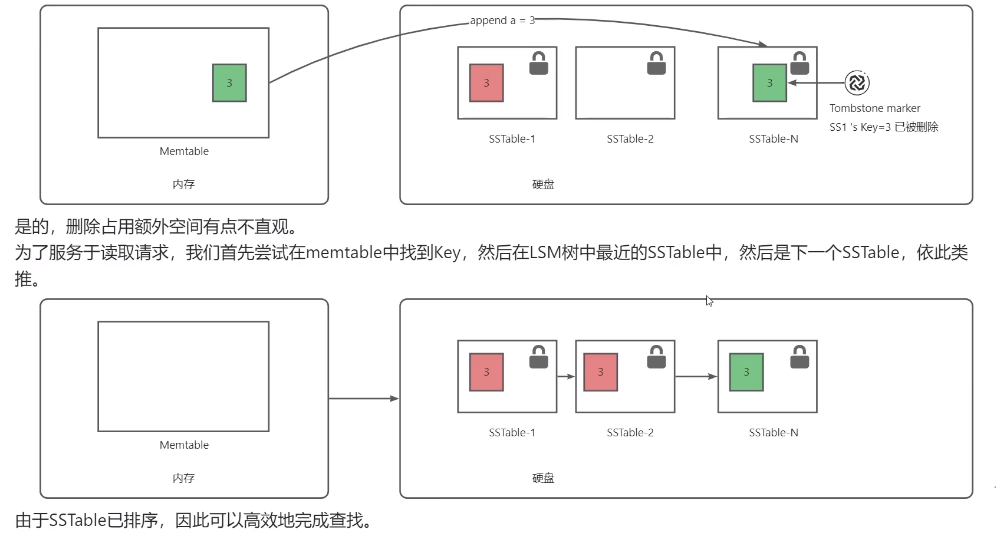 append a = 3
3
3
3
Tombstone marker
SS1 's Key=3 已被删除
Memtable
SSTable-1
SSTable-2
SSTable-N
内存
硬盘
是的，删除占用额外空间有点不直观。
为了服务于读取请求，我们首先尝试在memtable中找到Key，然后在LSM树中最近的SSTable中，然后是下一个SSTable，依此类
推。
3
3
3
Memtable
SSTable-1
SSTable-2
SSTable-N
内存
硬盘
由于SSTable已排序，因此可以高效地完成查找。